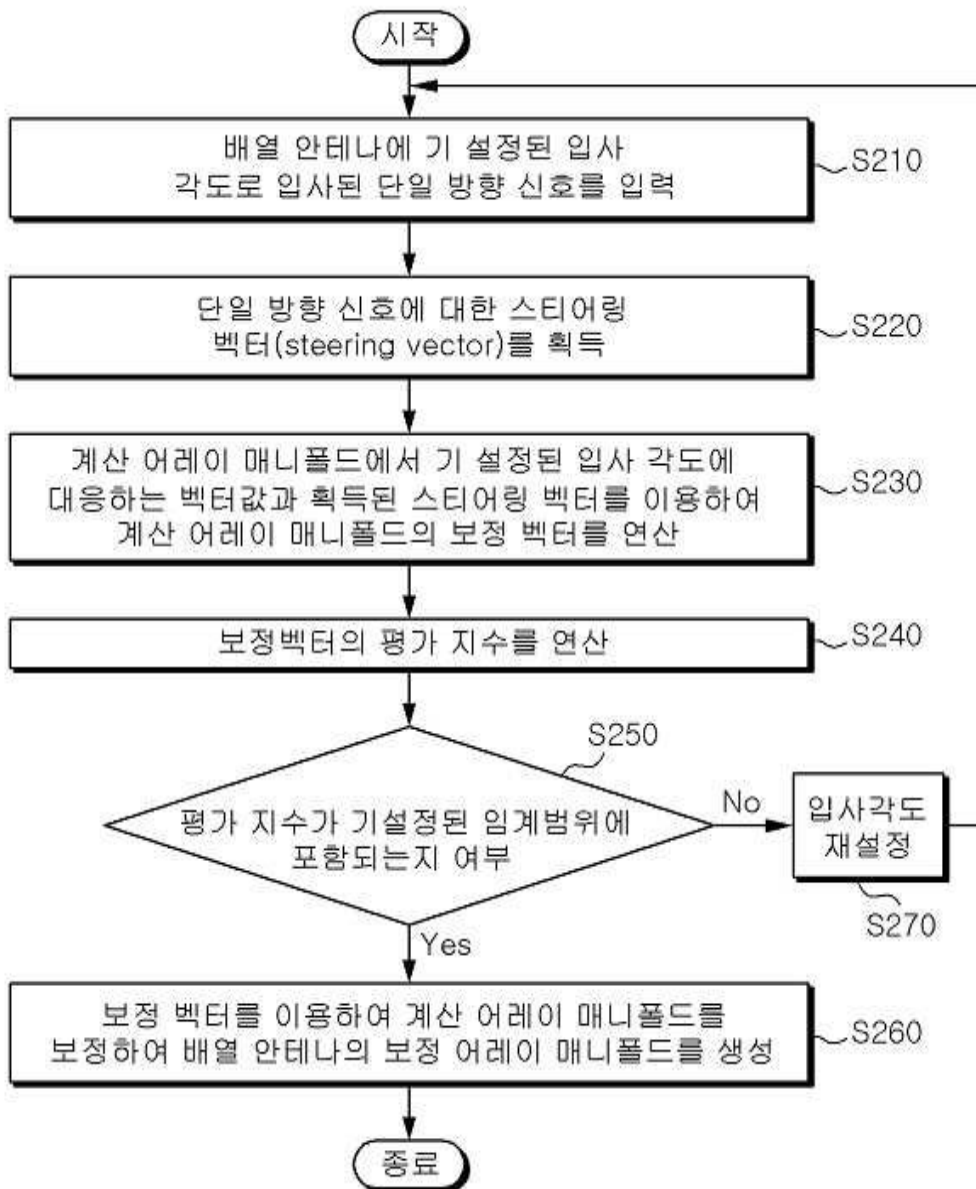 시작
배열 안테나에 기 설정된 입사
각도로 입사된 단일 방향 신호를 입력
S210
단일 방향 신호에 대한 스티어링
벡터(steering vector)를 획득
S220
계산 어레이 매니폴드에서 기 설정된 입사 각도에
대응하는 벡터값과 획득된 스티어링 벡터를 이용하여
계산 어레이 매니폴드의 보정 벡터를 연산
S230
보정벡터의 평가 지수를 연산
S240
S250
평가 지수가 기설정된 임계범위에
포함되는지 여부
No
입사각도
재설정
S270
Yes
보정 벡터를 이용하여 계산 어레이 매니폴드를
보정하여 배열 안테나의 보정 어레이 매니폴드를 생성
S260
종료